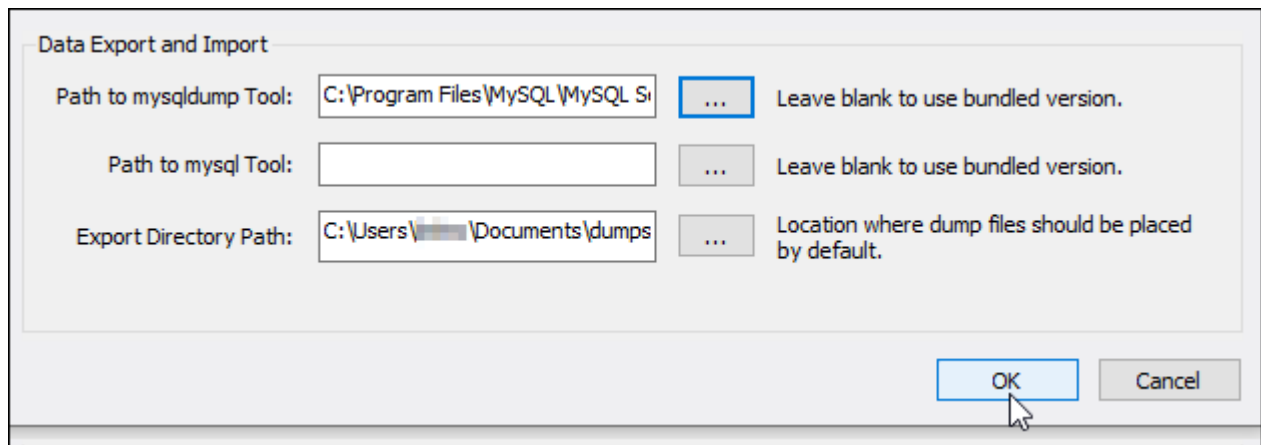 Data Export and Import
Path to mysqldump Tool: C:\Program Files\MySQL\MySQL Se ... Leave blank to use bundled version.
Path to mysql Tool: ... Leave blank to use bundled version.
Export Directory Path: C:\Users\ \Documents\dumps ... Location where dump files should be placed
by default.
OK Cancel